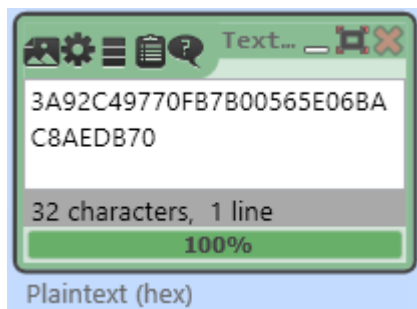 Text...
3A92C49770FB7B00565E06BA
C8AEDB70
32 characters, 1 line
100%
Plaintext (hex)